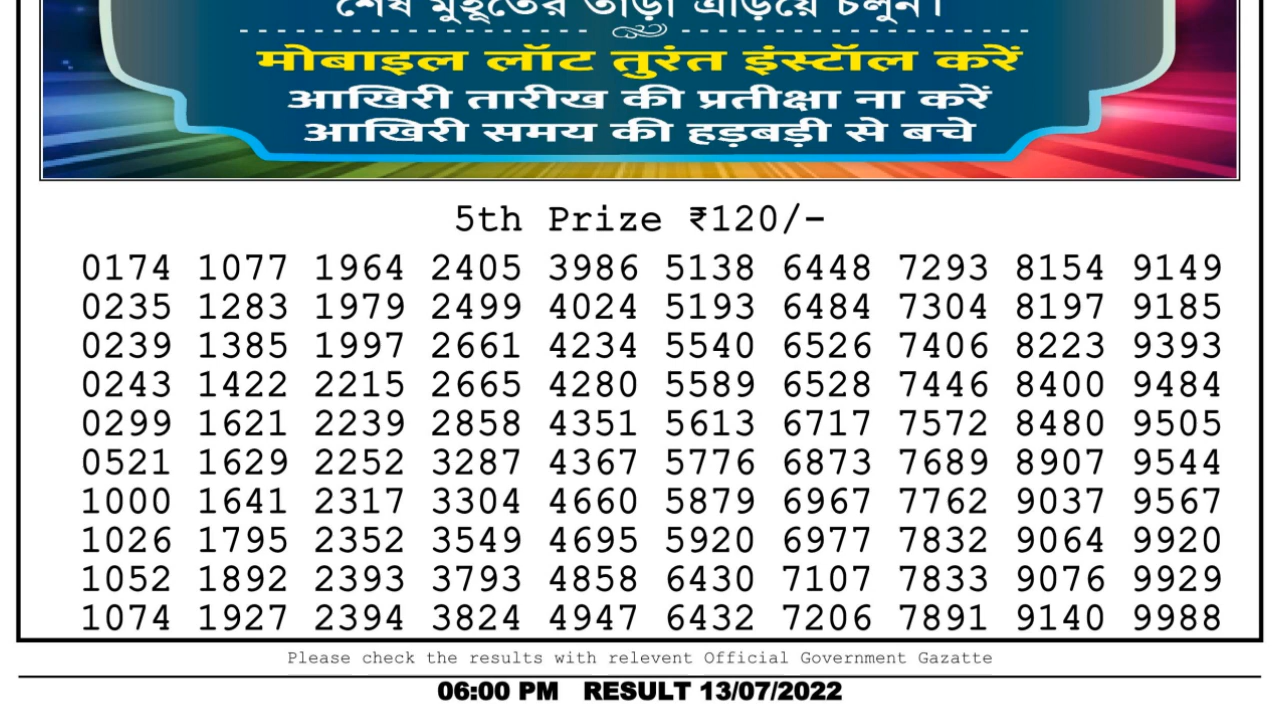 শেষ মুহূর্তের তাড়া এড়িয়ে চলুন।
मोबाइल लॉट तुरंत इंस्टॉल करें
आखिरी तारीख की प्रतीक्षा ना करें
आखिरी समय की हड़बड़ी से बचे
5th Prize ₹120/-
0174 1077 1964 2405 3986 5138 6448 7293 8154 9149
0235 1283 1979 2499 4024 5193 6484 7304 8197 9185
0239 1385 1997 2661 4234 5540 6526 7406 8223 9393
0243 1422 2215 2665 4280 5589 6528 7446 8400 9484
0299 1621 2239 2858 4351 5613 6717 7572 8480 9505
0521 1629 2252 3287 4367 5776 6873 7689 8907 9544
1000 1641 2317 3304 4660 5879 6967 7762 9037 9567
1026 1795 2352 3549 4695 5920 6977 7832 9064 9920
1052 1892 2393 3793 4858 6430 7107 7833 9076 9929
1074 1927 2394 3824 4947 6432 7206 7891 9140 9988
Please check the results with relevent Official Government Gazatte
06:00 PM RESULT 13/07/2022